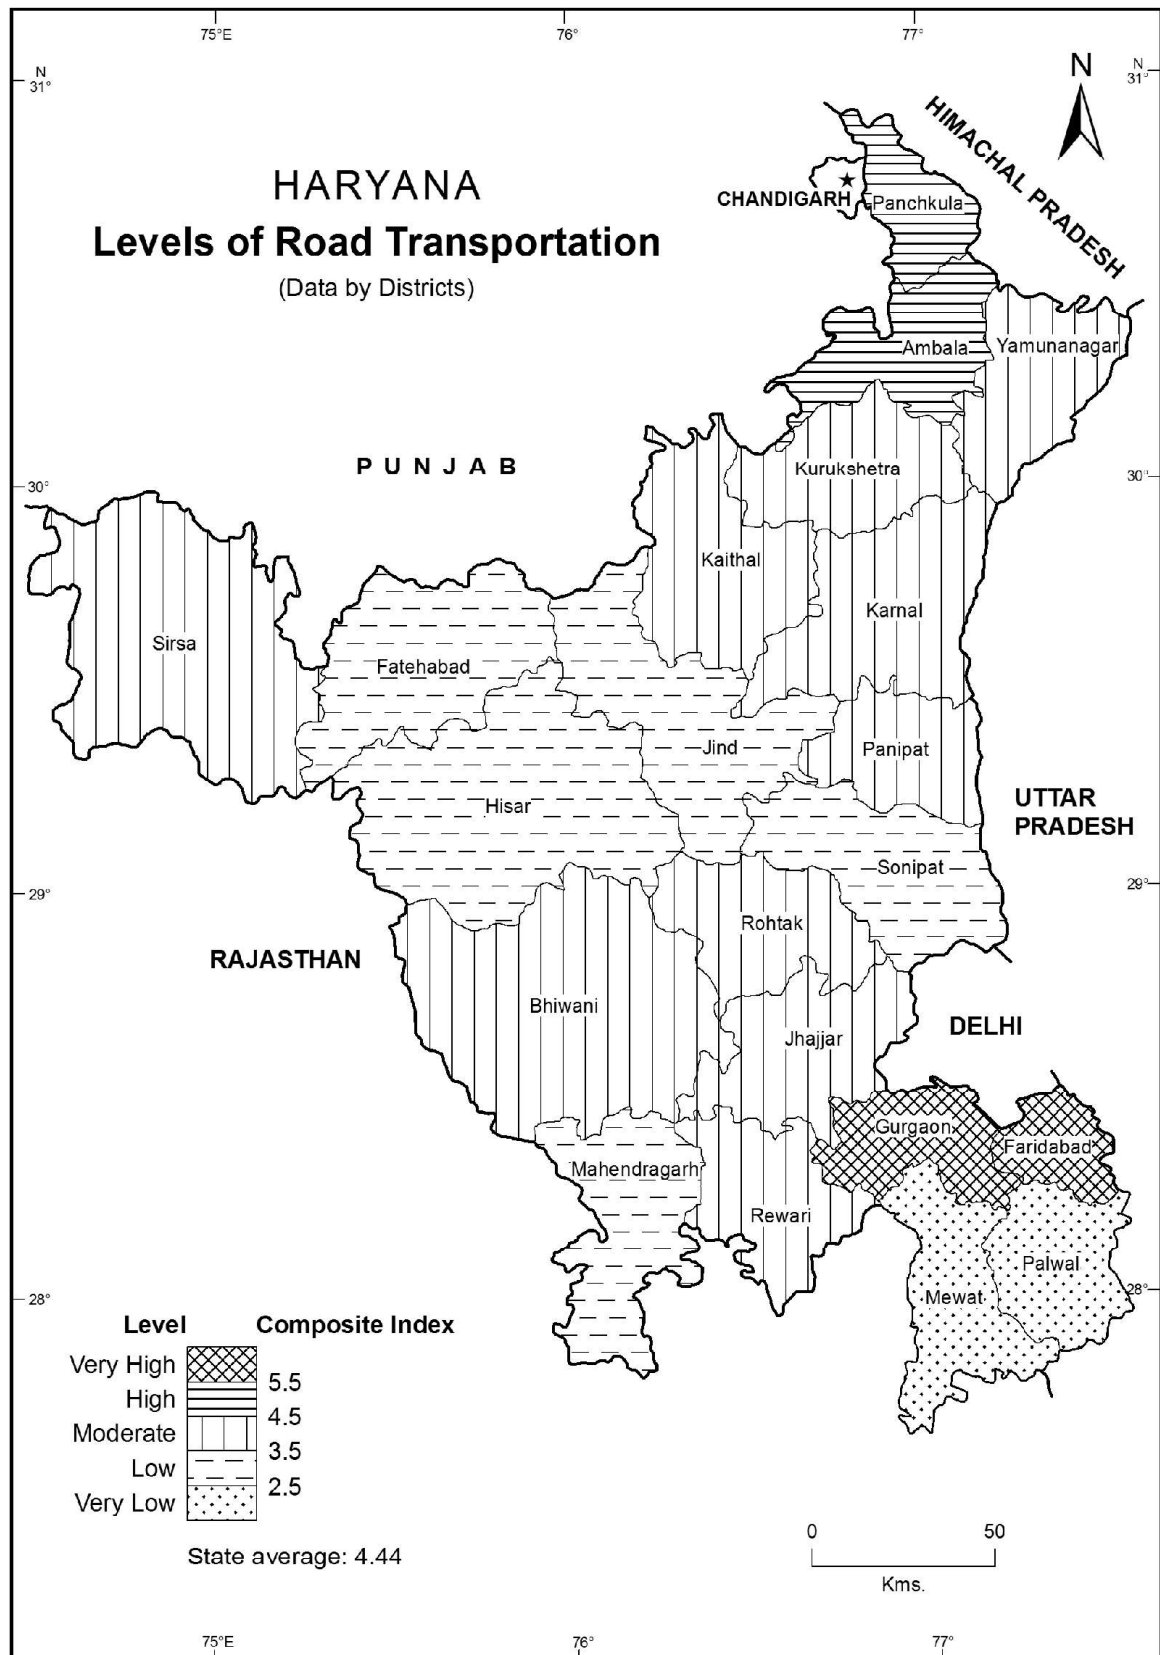 75°E 76° 77°
N 31°
N 31°
N
HARYANA
Levels of Road Transportation
(Data by Districts)
HIMACHAL PRADESH
CHANDIGARH
Panchkula
Ambala
Yamunanagar
PUNJAB
Kurukshetra
30°
30°
Kaithal
Karnal
Sirsa
Fatehabad
Jind
Panipat
Hisar
UTTAR
PRADESH
Sonipat
29°
29°
Rohtak
RAJASTHAN
Bhiwani
DELHI
Jhajjar
Gurgaon
Faridabad
Mahendragarh
Rewari
Palwal
Mewat
28°
28°
Level Composite Index
Very High
5.5
High
4.5
Moderate
3.5
Low
2.5
Very Low
State average: 4.44
0 50
Kms.
75°E 76° 77°